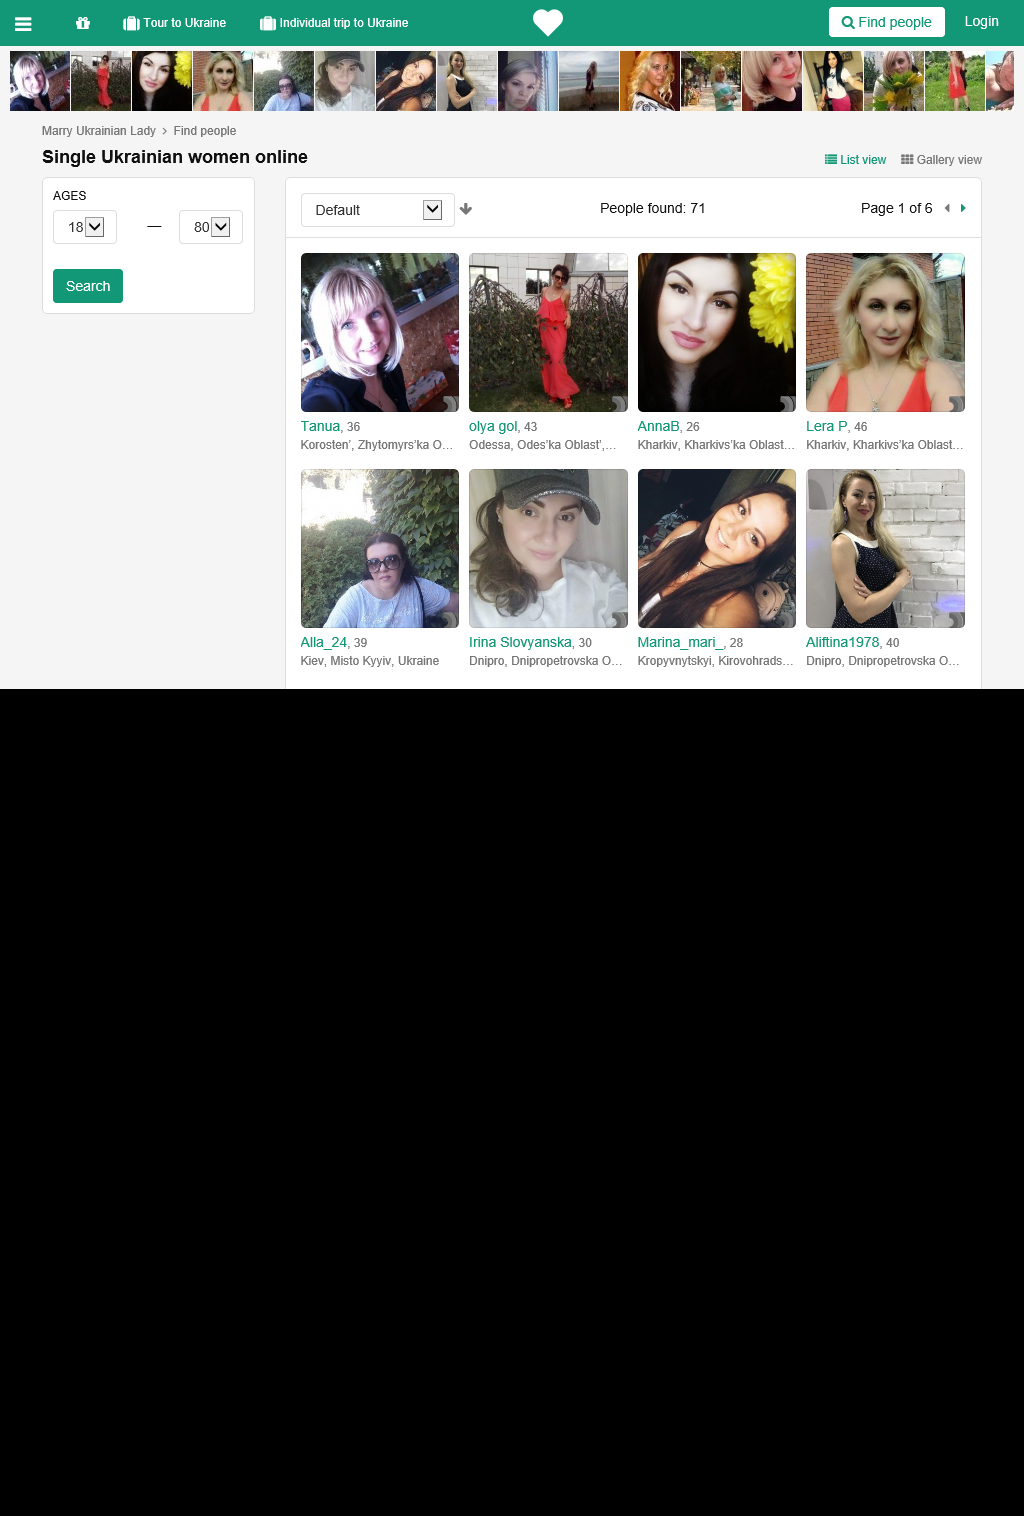 Tour to Ukraine
Individual trip to Ukraine
Find people
Login
Marry Ukrainian Lady > Find people
Single Ukrainian women online
List view
Gallery view
AGES
18 — 80
Search
Default
People found: 71
Page 1 of 6
Tanua, 36
Korosten', Zhytomyrs'ka O...
olya gol, 43
Odessa, Odes'ka Oblast',...
AnnaB, 26
Kharkiv, Kharkivs'ka Oblast...
Lera P, 46
Kharkiv, Kharkivs'ka Oblast...
Alla_24, 39
Kiev, Misto Kyyiv, Ukraine
Irina Slovyanska, 30
Dnipro, Dnipropetrovska O...
Marina_mari_, 28
Kropyvnytskyi, Kirovohrads...
Aliftina1978, 40
Dnipro, Dnipropetrovska O...